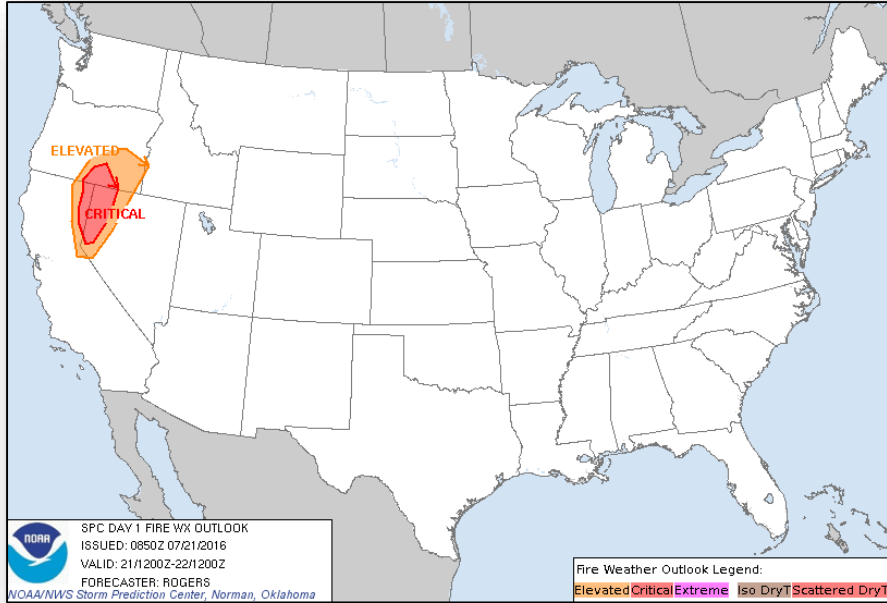 ELEVATED
CRITICAL
SPC DAY 1 FIRE WX OUTLOOK
ISSUED: 0850Z 07/21/2016
VALID: 21/1200Z-22/1200Z
FORECASTER: ROGERS
NOAA
NOAA/NWS Storm Prediction Center, Norman, Oklahoma
Fire Weather Outlook Legend:
Elevated Critical Extreme Iso DryT Scattered DryT